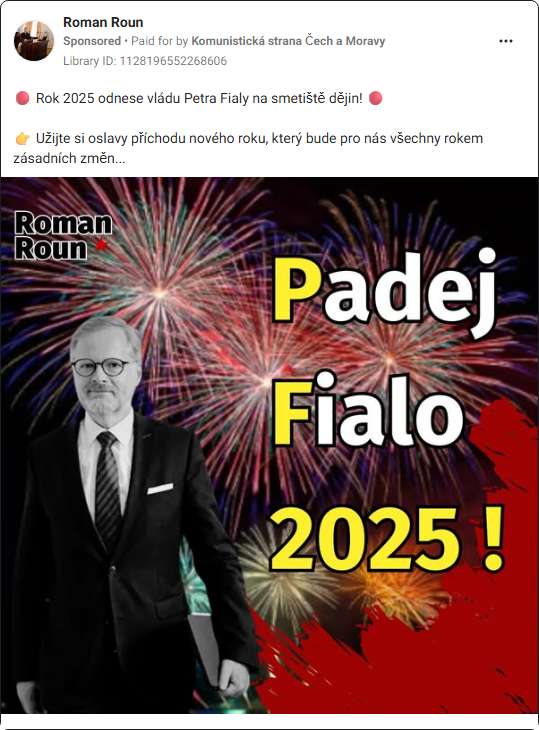 Roman Roun
Sponsored • Paid for by Komunistická strana Čech a Moravy
Library ID: 1128196552268606
🔴 Rok 2025 odnese vládu Petra Fialy na smetiště dějin! 🔴
👉 Užijte si oslavy příchodu nového roku, který bude pro nás všechny rokem
zásadních změn...
Roman
Roun
Padej
Fialo
2025 !